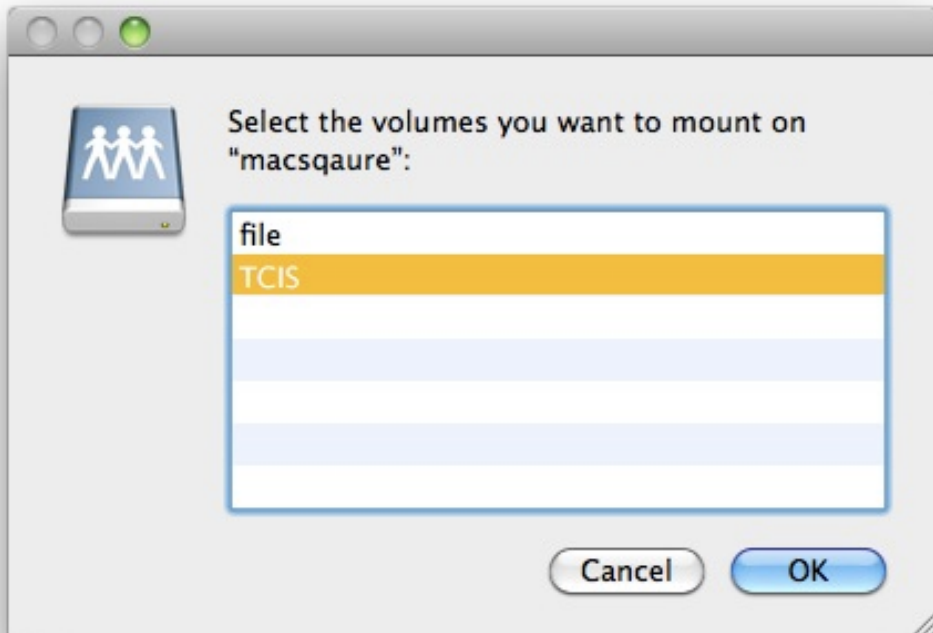 Select the volumes you want to mount on
“macsqaure”:
file
TCIS
Cancel
OK